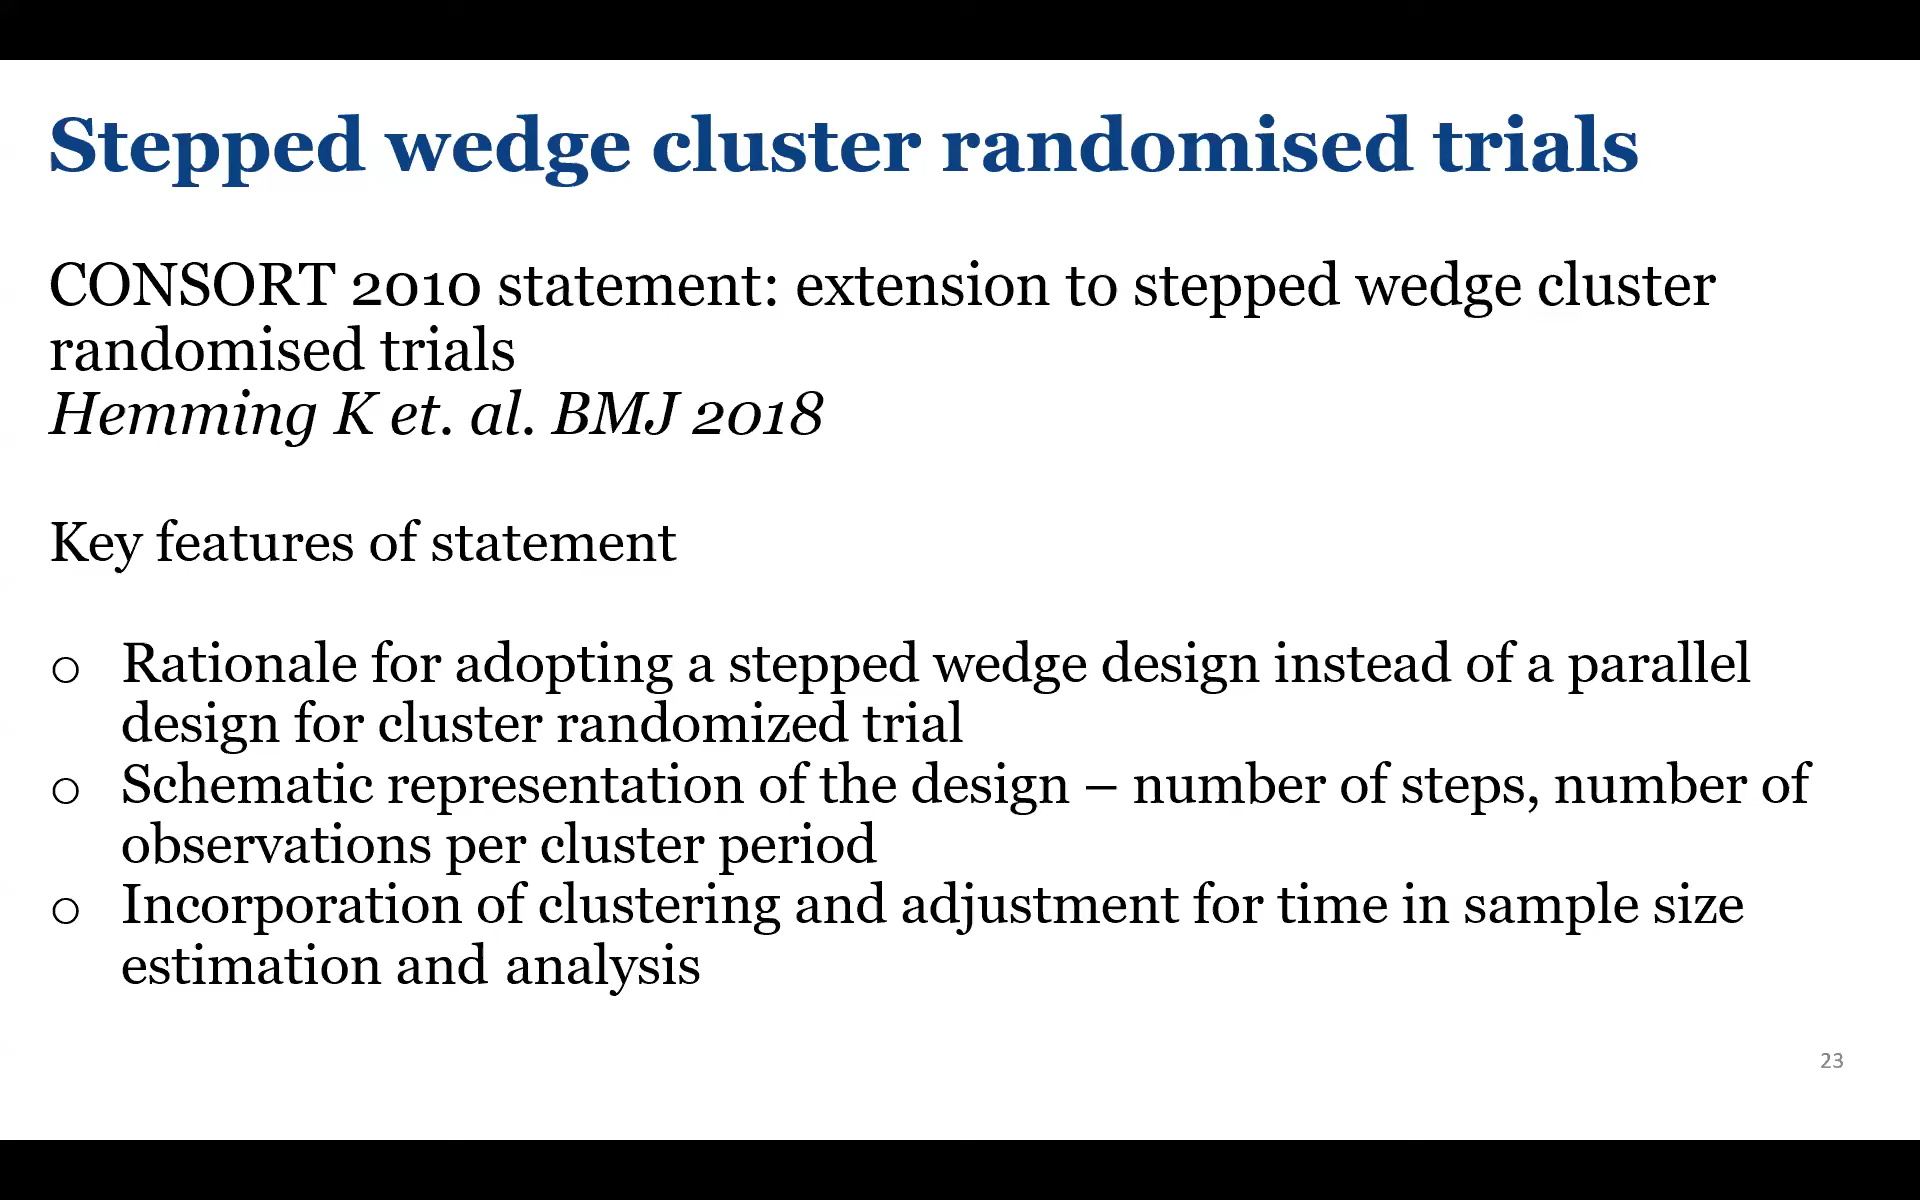 Stepped wedge cluster randomised trials
CONSORT 2010 statement: extension to stepped wedge cluster
randomised trials
Hemming K et. al. BMJ 2018
Key features of statement
o Rationale for adopting a stepped wedge design instead of a parallel
design for cluster randomized trial
o Schematic representation of the design – number of steps, number of
observations per cluster period
o Incorporation of clustering and adjustment for time in sample size
estimation and analysis
23